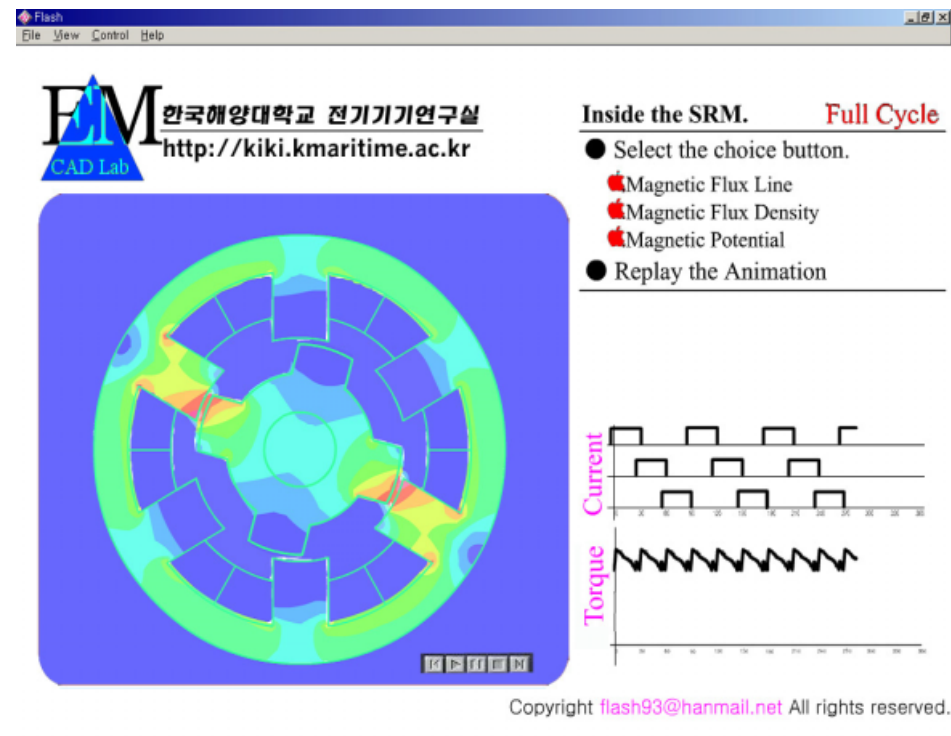 Flash
File View Control Help
EM
CAD Lab
한국해양대학교 전기기기연구실
http://kiki.kmaritime.ac.kr
Inside the SRM. Full Cycle
Select the choice button.
Magnetic Flux Line
Magnetic Flux Density
Magnetic Potential
Replay the Animation
Current
Torque
Copyright flash93@hanmail.net All rights reserved.